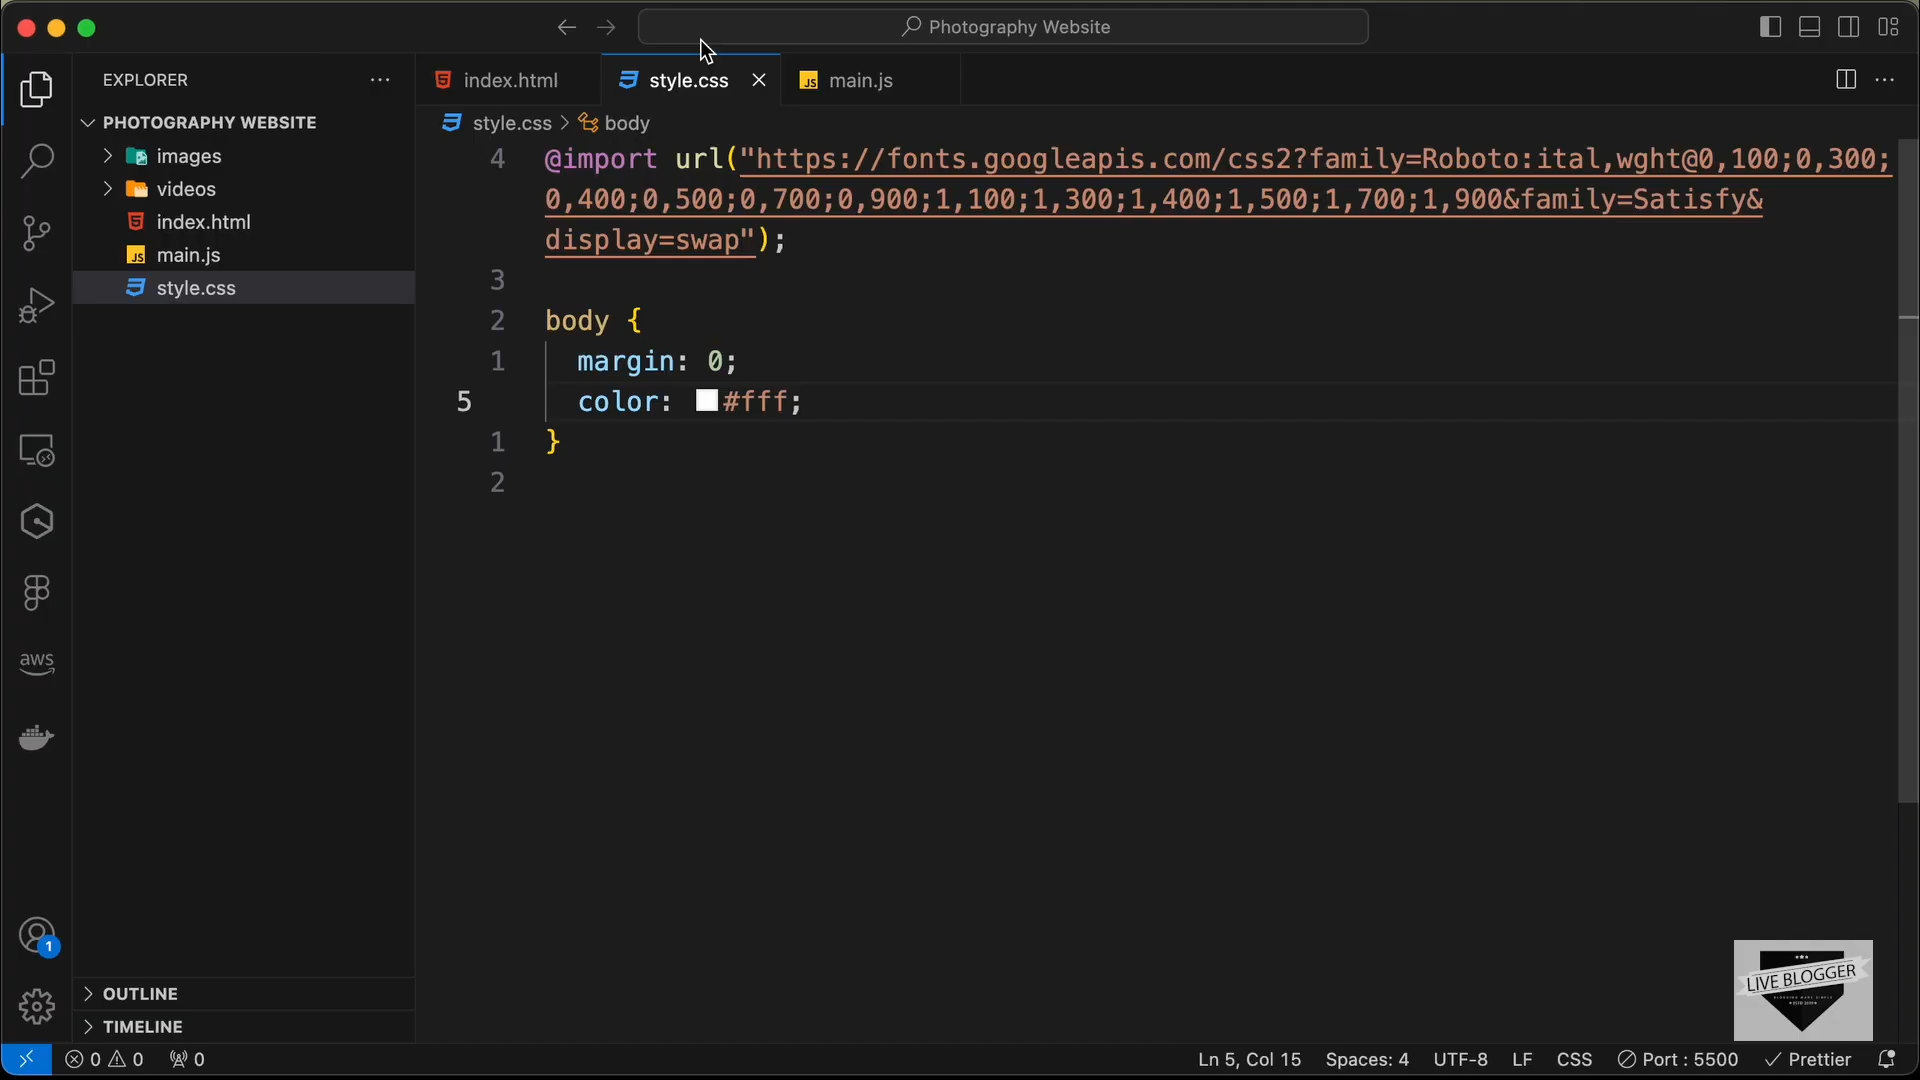 Photography Website
EXPLORER
PHOTOGRAPHY WEBSITE
images
videos
index.html
main.js
style.css
index.html
style.css
main.js
style.css > body
4 @import url("https://fonts.googleapis.com/css2?family=Roboto:ital,wght@0,100;0,300;
0,400;0,500;0,700;0,900;1,100;1,300;1,400;1,500;1,700;1,900&family=Satisfy&
display=swap");
3
2 body {
1 margin: 0;
5 color: #fff;
1 }
2
aws
1
OUTLINE
TIMELINE
LIVE BLOGGER
0 0 0
Ln 5, Col 15 Spaces: 4 UTF-8 LF CSS Port : 5500 Prettier